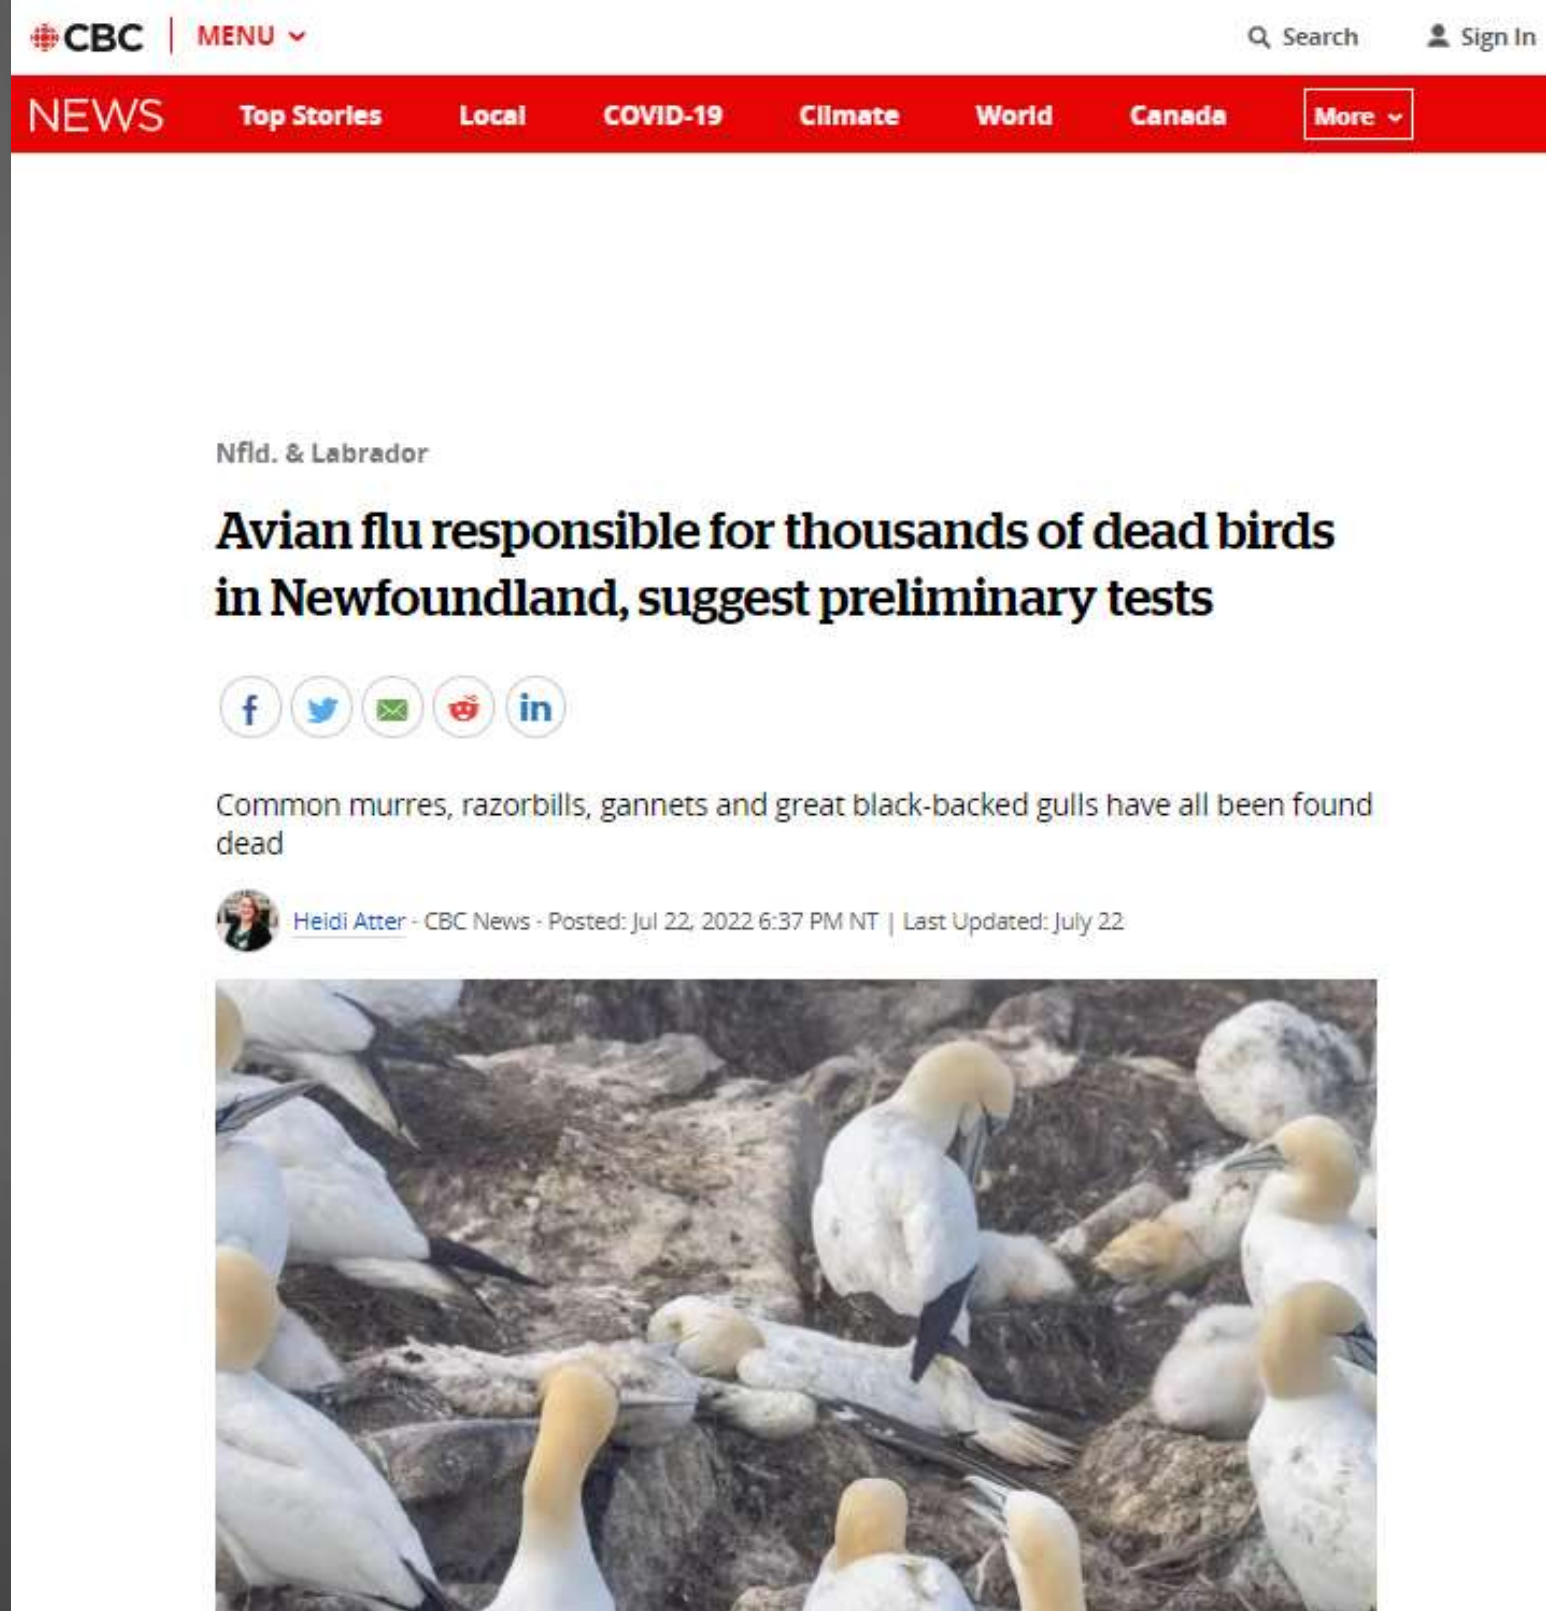 CBC MENU Search Sign In
NEWS Top Stories Local COVID-19 Climate World Canada More
Nfld. & Labrador
Avian flu responsible for thousands of dead birds
in Newfoundland, suggest preliminary tests
f in
Common murres, razorbills, gannets and great black-backed gulls have all been found
dead
Heidi Atter · CBC News · Posted: Jul 22, 2022 6:37 PM NT | Last Updated: July 22